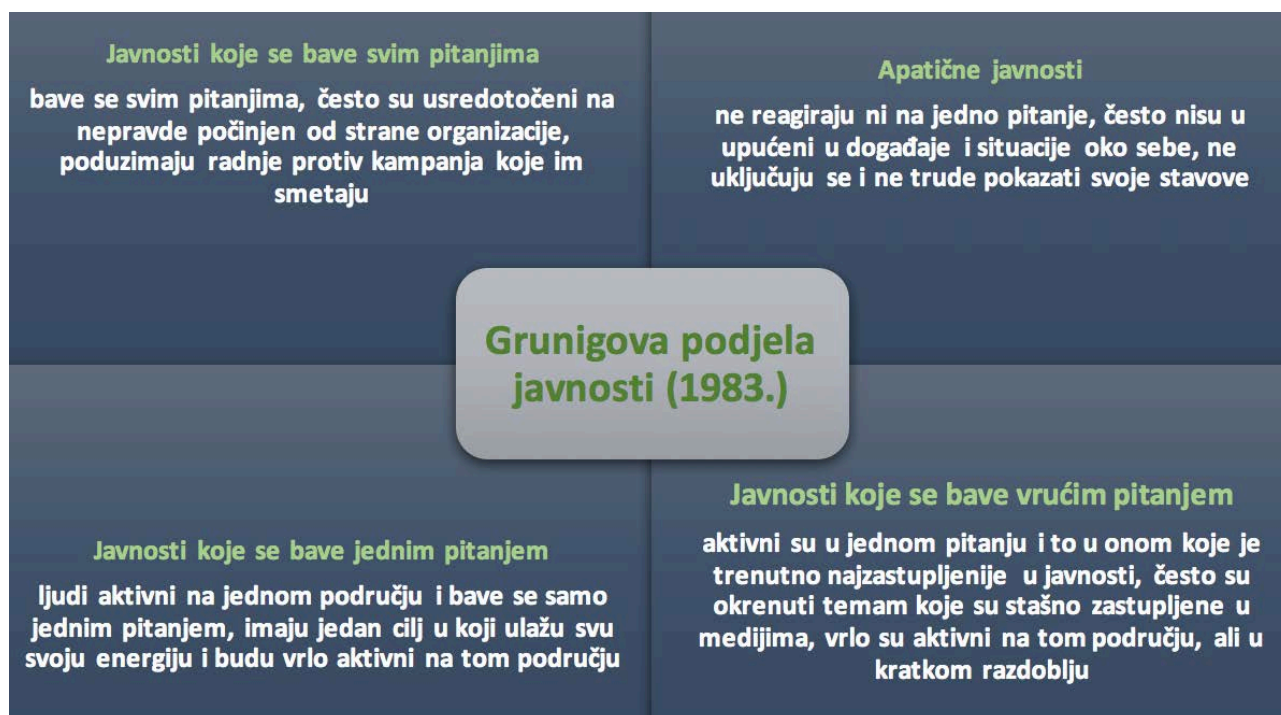 Javnosti koje se bave svim pitanjima
bave se svim pitanjima, često su usredotočeni na
nepravde počinjen od strane organizacije,
poduzimaju radnje protiv kampanja koje im
smetaju
Apatične javnosti
ne reagiraju ni na jedno pitanje, često nisu u
upućeni u događaje i situacije oko sebe, ne
uključuju se i ne trude pokazati svoje stavove
Grunigova podjela
javnosti (1983.)
Javnosti koje se bave jednim pitanjem
ljudi aktivni na jednom području i bave se samo
jednim pitanjem, imaju jedan cilj u koji ulažu svu
svoju energiju i budu vrlo aktivni na tom području
Javnosti koje se bave vrućim pitanjem
aktivni su u jednom pitanju i to u onom koje je
trenutno najzastupljenije u javnosti, često su
okrenuti temam koje su stašno zastupljene u
medijima, vrlo su aktivni na tom području, ali u
kratkom razdoblju